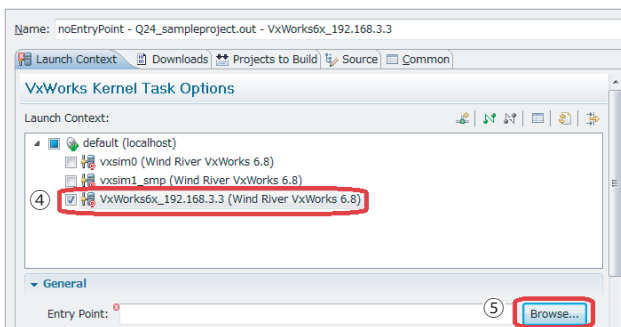 Name: noEntryPoint - Q24_sampleproject.out - VxWorks6x_192.168.3.3
Launch Context Downloads Projects to Build Source Common
VxWorks Kernel Task Options
Launch Context:
default (localhost)
vxsim0 (Wind River VxWorks 6.8)
vxsim1_smp (Wind River VxWorks 6.8)
④ VxWorks6x_192.168.3.3 (Wind River VxWorks 6.8)
General
Entry Point: ⑤ Browse...